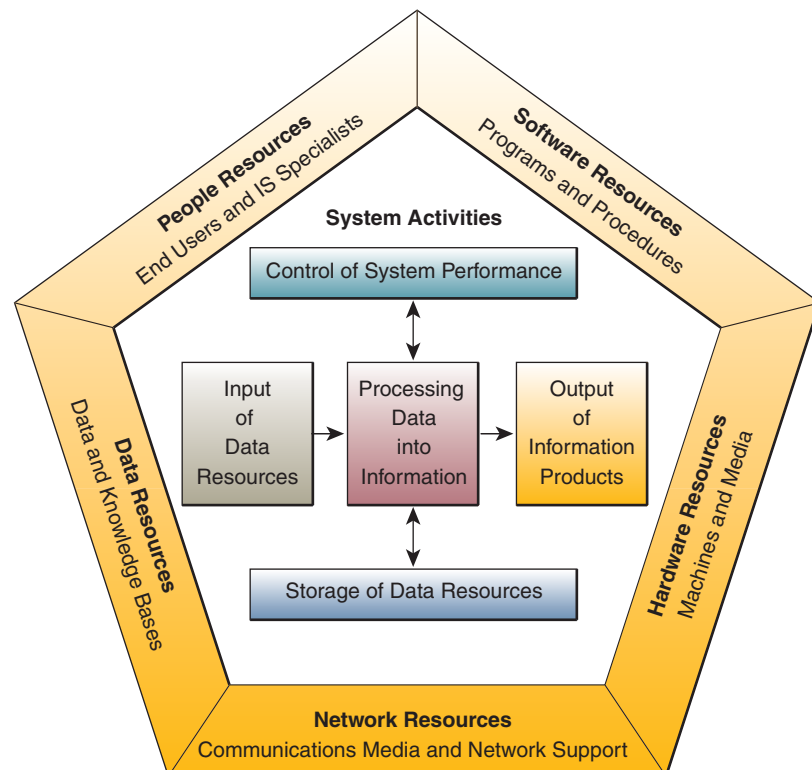 People Resources
End Users and IS Specialists
Software Resources
Programs and Procedures
System Activities
Control of System Performance
Input
of
Data
Resources
Processing
Data
into
Information
Output
of
Information
Products
Storage of Data Resources
Data Resources
Data and Knowledge Bases
Hardware Resources
Machines and Media
Network Resources
Communications Media and Network Support